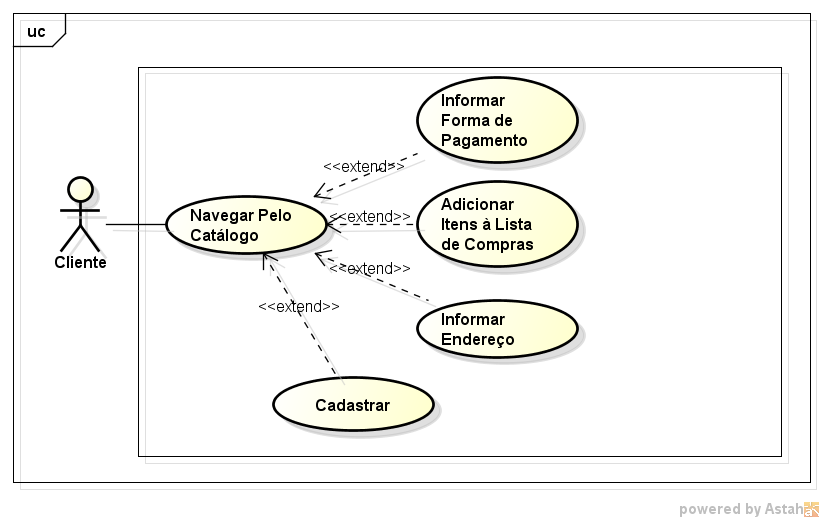 uc
Informar
Forma de
Pagamento
<<extend>>
Adicionar
Itens à Lista
de Compras
<<extend>>
Navegar Pelo
Catálogo
Cliente
<<extend>>
Informar
Endereço
<<extend>>
Cadastrar
powered by Astah